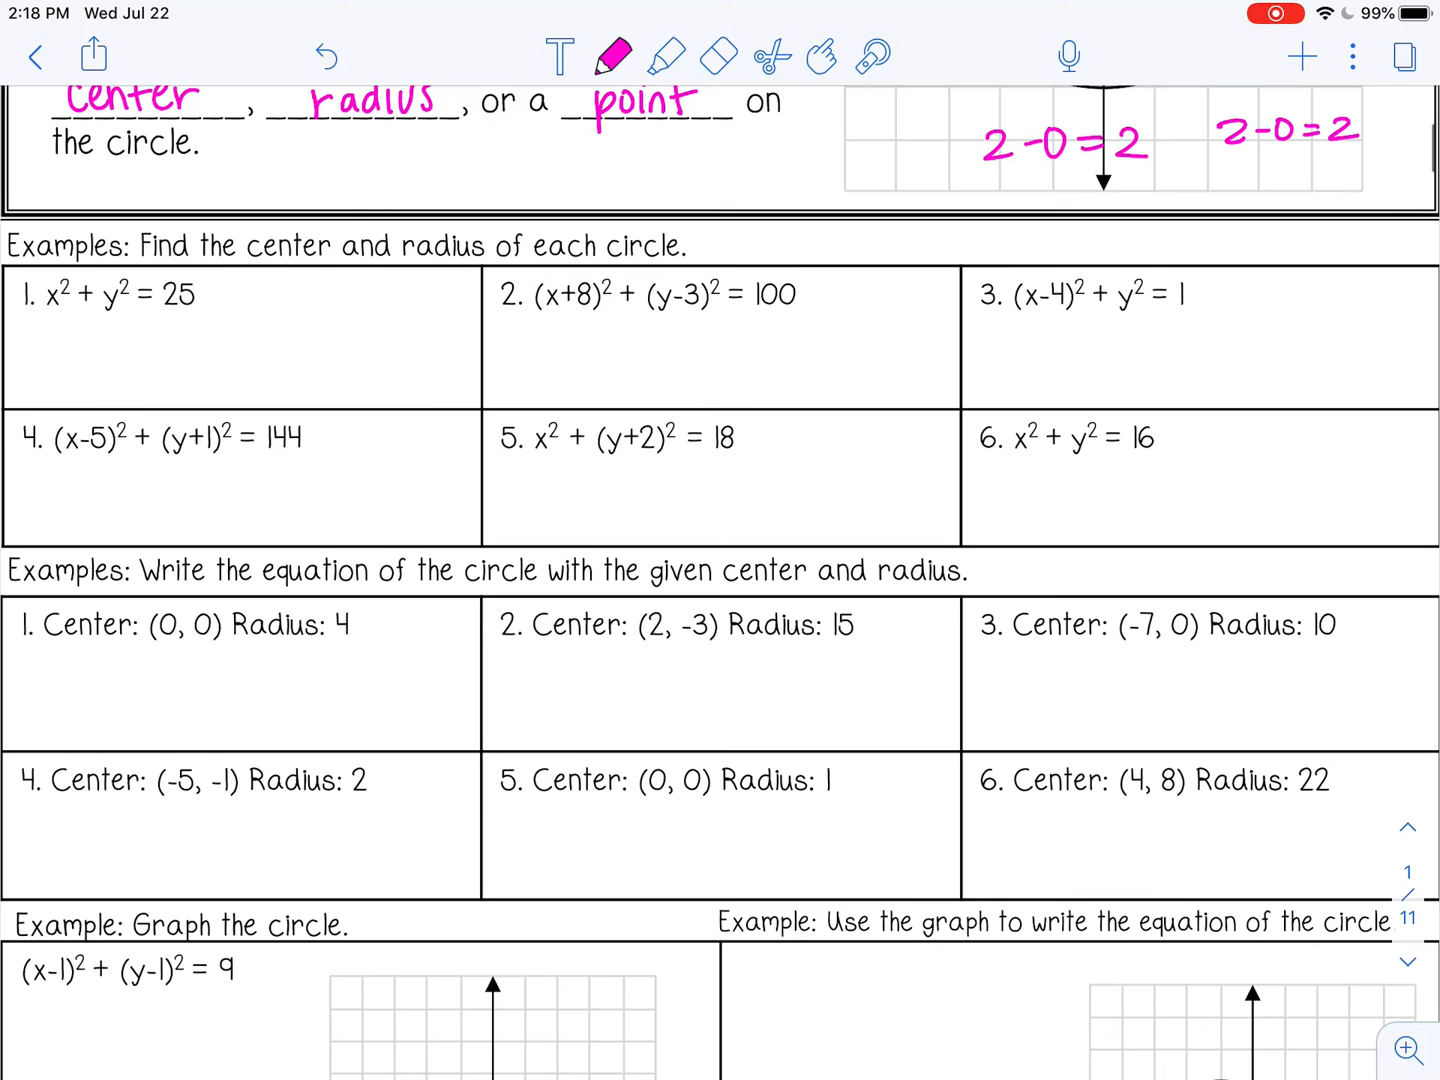 2:18 PM Wed Jul 22 99%
T
center, radius, or a point on
the circle.
2-0=2 2-0=2
Examples: Find the center and radius of each circle.
1. x² + y² = 25
2. (x+8)² + (y-3)² = 100
3. (x-4)² + y² = 1
4. (x-5)² + (y+1)² = 144
5. x² + (y+2)² = 18
6. x² + y² = 16
Examples: Write the equation of the circle with the given center and radius.
1. Center: (0, 0) Radius: 4
2. Center: (2, -3) Radius: 15
3. Center: (-7, 0) Radius: 10
4. Center: (-5, -1) Radius: 2
5. Center: (0, 0) Radius: 1
6. Center: (4, 8) Radius: 22
1 / 11
Example: Graph the circle.
Example: Use the graph to write the equation of the circle
(x-1)² + (y-1)² = 9